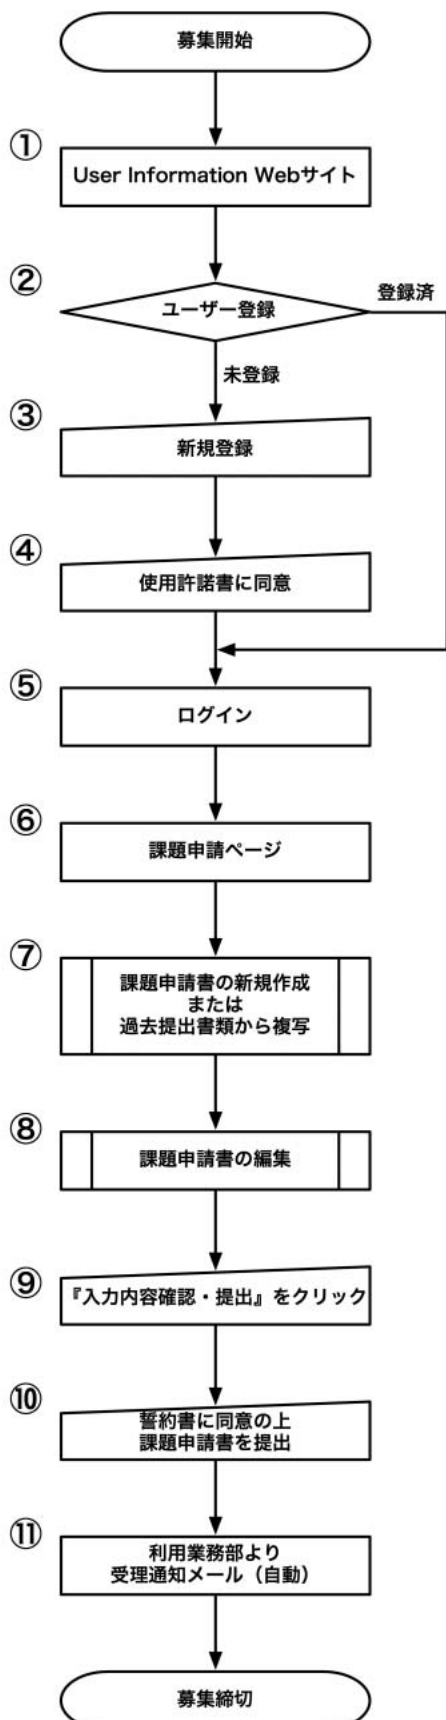 募集開始
①
User Information Webサイト
②
ユーザー登録
登録済
未登録
③
新規登録
④
使用許諾書に同意
⑤
ログイン
⑥
課題申請ページ
⑦
課題申請書の新規作成
または
過去提出書類から複写
⑧
課題申請書の編集
⑨
『入力内容確認・提出』をクリック
⑩
誓約書に同意の上
課題申請書を提出
⑪
利用業務部より
受理通知メール（自動）
募集締切